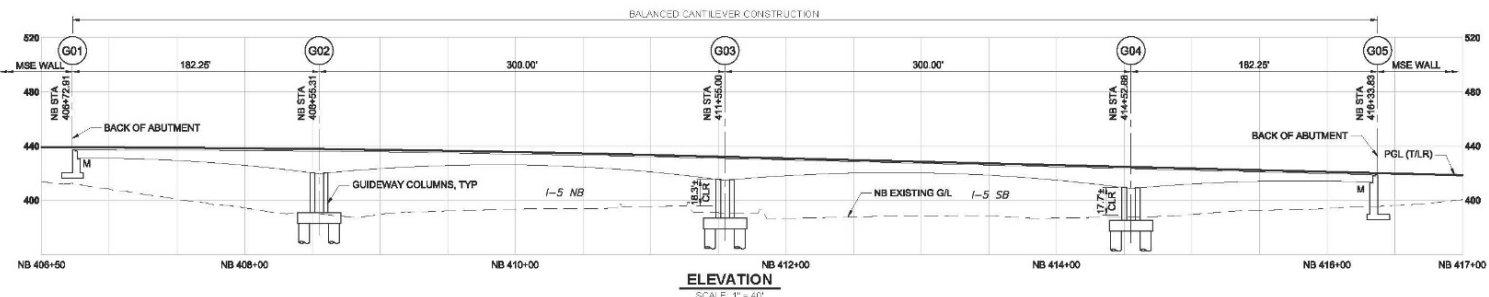 BALANCED CANTILEVER CONSTRUCTION
520 G01 G02 G03 G04 G05 520
MSE WALL 182.25' 300.00' 300.00' 182.25' MSE WALL
NB STA
406+72.91
NB STA
408+55.31
NB STA
411+55.00
NB STA
414+52.88
NB STA
416+33.83
480 480
BACK OF ABUTMENT BACK OF ABUTMENT
440 PGL (T/LR) 440
M GUIDEWAY COLUMNS, TYP I-5 NB 18.3'± CLR NB EXISTING G/L I-5 SB 17.7'± CLR M
400 400
NB 406+50 NB 408+00 NB 410+00 NB 412+00 NB 414+00 NB 416+00 NB 417+00
ELEVATION
SCALE: 1" = 40'